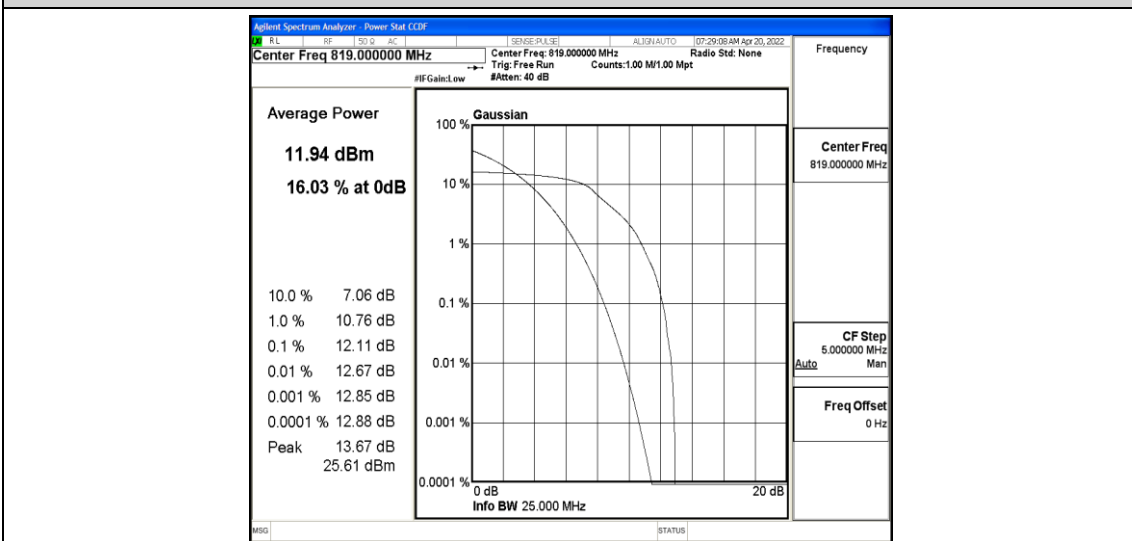 Agilent Spectrum Analyzer - Power Stat CCDF
RL RF 50 Ω AC SENSE:PULSE ALIGN AUTO 07:29:08 AM Apr 20, 2022
Center Freq 819.000000 MHz
Center Freq: 819.000000 MHz Radio Std: None
Trig: Free Run Counts:1.00 M/1.00 Mpt
#IFGain:Low #Atten: 40 dB
Frequency
Average Power
11.94 dBm
16.03 % at 0dB
10.0 % 7.06 dB
1.0 % 10.76 dB
0.1 % 12.11 dB
0.01 % 12.67 dB
0.001 % 12.85 dB
0.0001 % 12.88 dB
Peak 13.67 dB
25.61 dBm
Gaussian
100 %
10 %
1 %
0.1 %
0.01 %
0.001 %
0.0001 %
0 dB 20 dB
Info BW 25.000 MHz
Center Freq
819.000000 MHz
CF Step
5.000000 MHz
Auto Man
Freq Offset
0 Hz
MSG STATUS